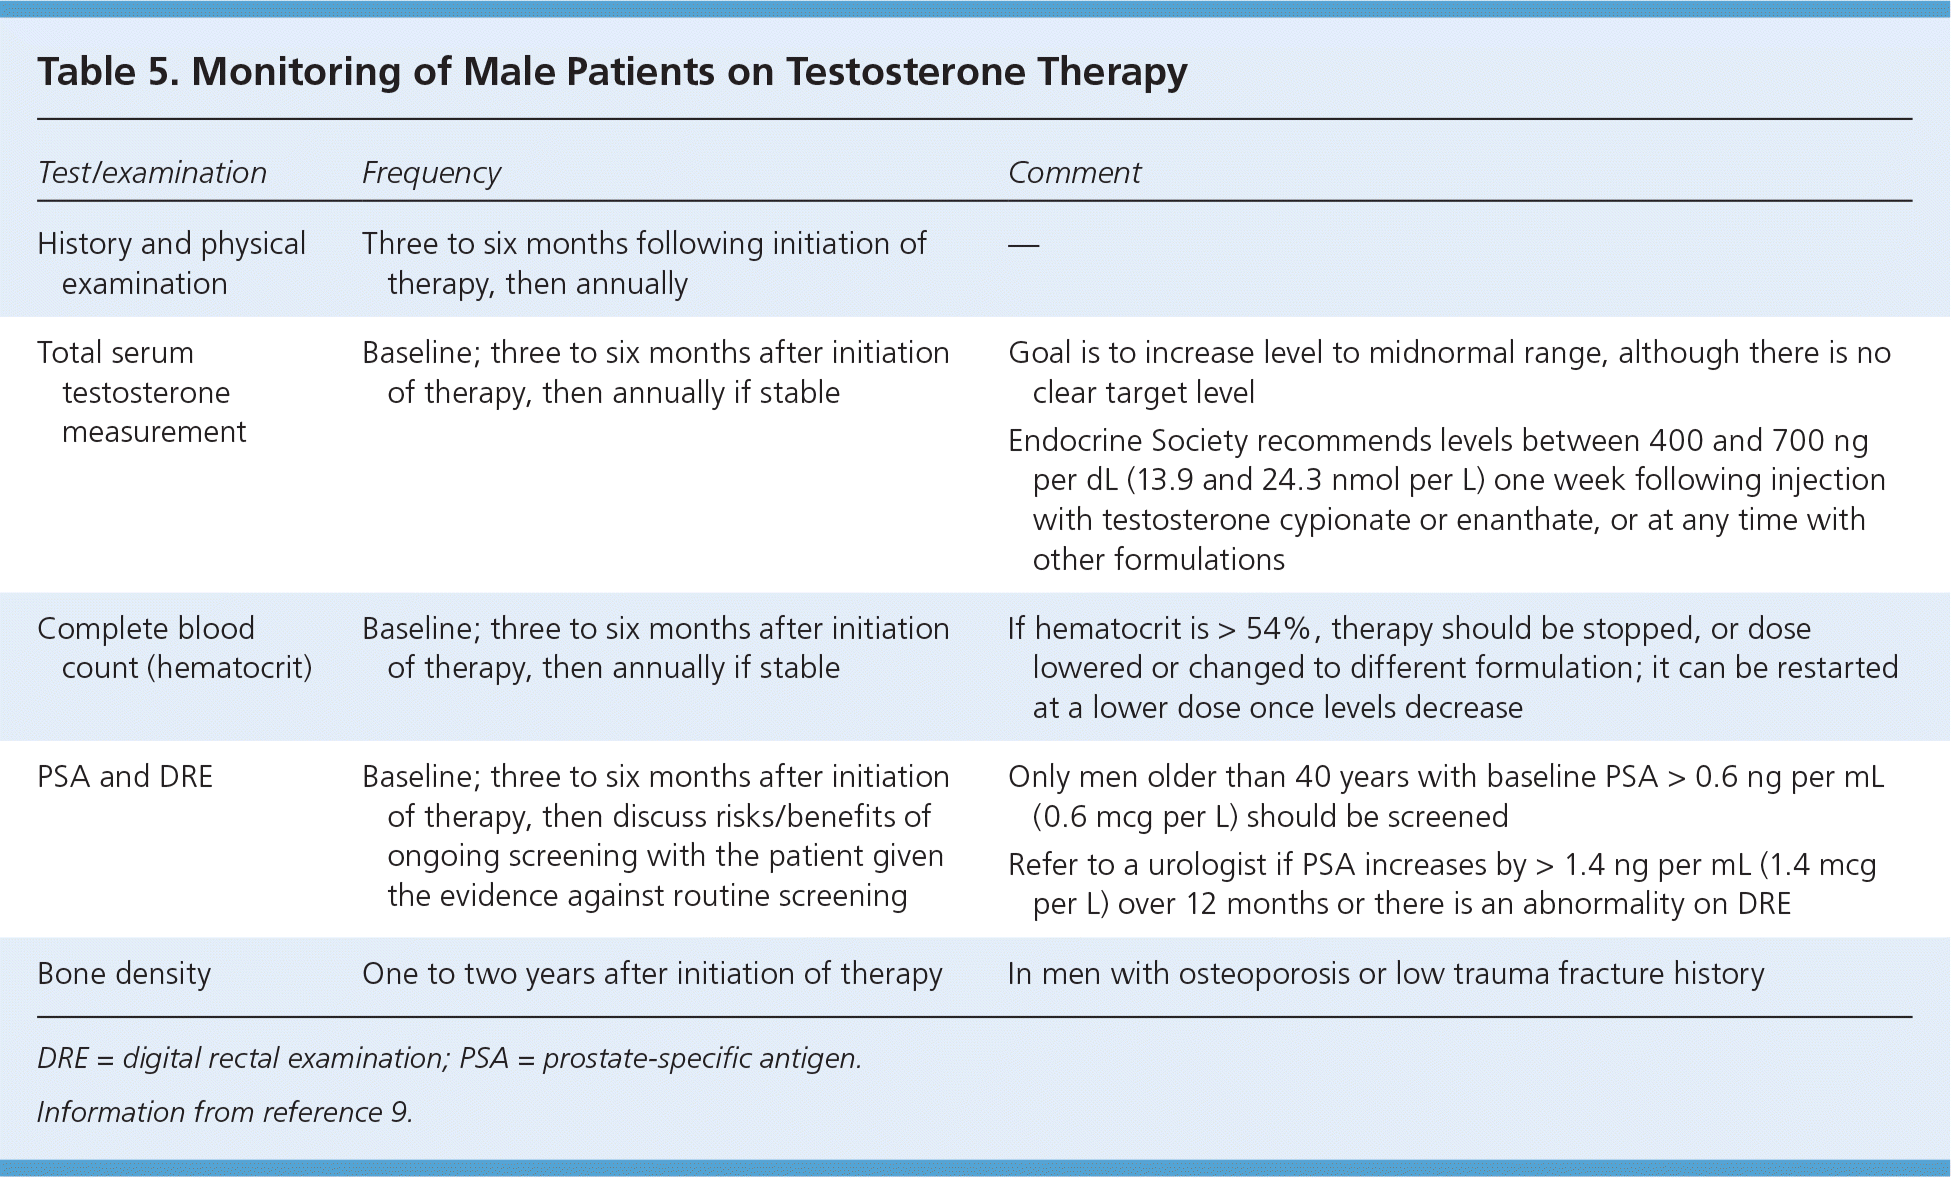 Table 5. Monitoring of Male Patients on Testosterone Therapy
Test/examination Frequency Comment
History and physical
examination
Three to six months following initiation of
therapy, then annually
—
Total serum
testosterone
measurement
Baseline; three to six months after initiation
of therapy, then annually if stable
Goal is to increase level to midnormal range, although there is no
clear target level
Endocrine Society recommends levels between 400 and 700 ng
per dL (13.9 and 24.3 nmol per L) one week following injection
with testosterone cypionate or enanthate, or at any time with
other formulations
Complete blood
count (hematocrit)
Baseline; three to six months after initiation
of therapy, then annually if stable
If hematocrit is > 54%, therapy should be stopped, or dose
lowered or changed to different formulation; it can be restarted
at a lower dose once levels decrease
PSA and DRE
Baseline; three to six months after initiation
of therapy, then discuss risks/benefits of
ongoing screening with the patient given
the evidence against routine screening
Only men older than 40 years with baseline PSA > 0.6 ng per mL
(0.6 mcg per L) should be screened
Refer to a urologist if PSA increases by > 1.4 ng per mL (1.4 mcg
per L) over 12 months or there is an abnormality on DRE
Bone density
One to two years after initiation of therapy
In men with osteoporosis or low trauma fracture history
DRE = digital rectal examination; PSA = prostate-specific antigen.
Information from reference 9.